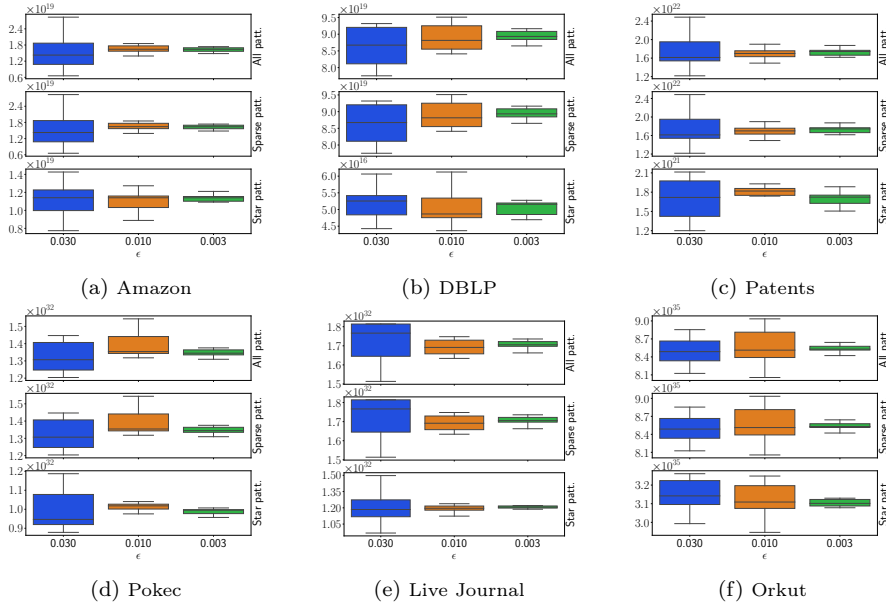 ×10^19 ×10^19 ×10^22
2.4 1.8 1.2 0.6 All patt.
9.0 8.5 8.0 All patt.
2.4 2.0 1.6 1.2 All patt.
×10^19 ×10^19 ×10^22
2.4 1.8 1.2 0.6 Sparse patt.
9.5 9.0 8.5 8.0 Sparse patt.
2.4 2.0 1.6 1.2 Sparse patt.
×10^19 ×10^16 ×10^21
1.4 1.2 1.0 0.8 Star patt.
6.0 5.5 5.0 4.5 Star patt.
2.1 1.8 1.5 1.2 Star patt.
0.030 0.010 0.003 0.030 0.010 0.003 0.030 0.010 0.003
ϵ ϵ ϵ
(a) Amazon (b) DBLP (c) Patents
×10^32 ×10^32 ×10^35
1.5 1.4 1.3 1.2 All patt.
1.8 1.7 1.6 1.5 All patt.
9.0 8.7 8.4 8.1 All patt.
×10^32 ×10^32 ×10^35
1.5 1.4 1.3 1.2 Sparse patt.
1.8 1.7 1.6 1.5 Sparse patt.
9.0 8.7 8.4 8.1 Sparse patt.
×10^32 ×10^32 ×10^35
1.2 1.1 1.0 0.9 Star patt.
1.50 1.35 1.20 1.05 Star patt.
3.2 3.1 3.0 Star patt.
0.030 0.010 0.003 0.030 0.010 0.003 0.030 0.010 0.003
ϵ ϵ ϵ
(d) Pokec (e) Live Journal (f) Orkut